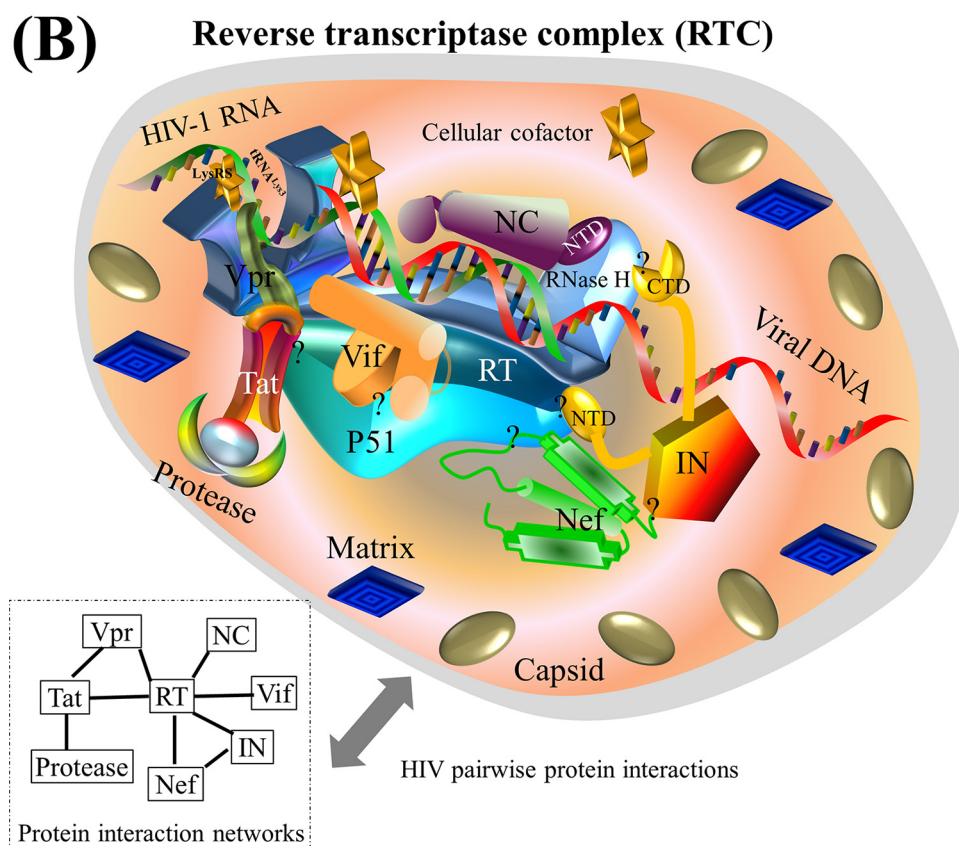 (B)
Reverse transcriptase complex (RTC)
HIV-1 RNA
Cellular cofactor
LysRS
tRNA^Lys3
NC
NTD
Vpr
RNase H
?
CTD
Viral DNA
Vif
RT
Tat
?
?
?
NTD
P51
?
IN
Protease
Nef
?
Matrix
Capsid
Vpr
NC
Tat
RT
Vif
IN
Protease
Nef
HIV pairwise protein interactions
Protein interaction networks